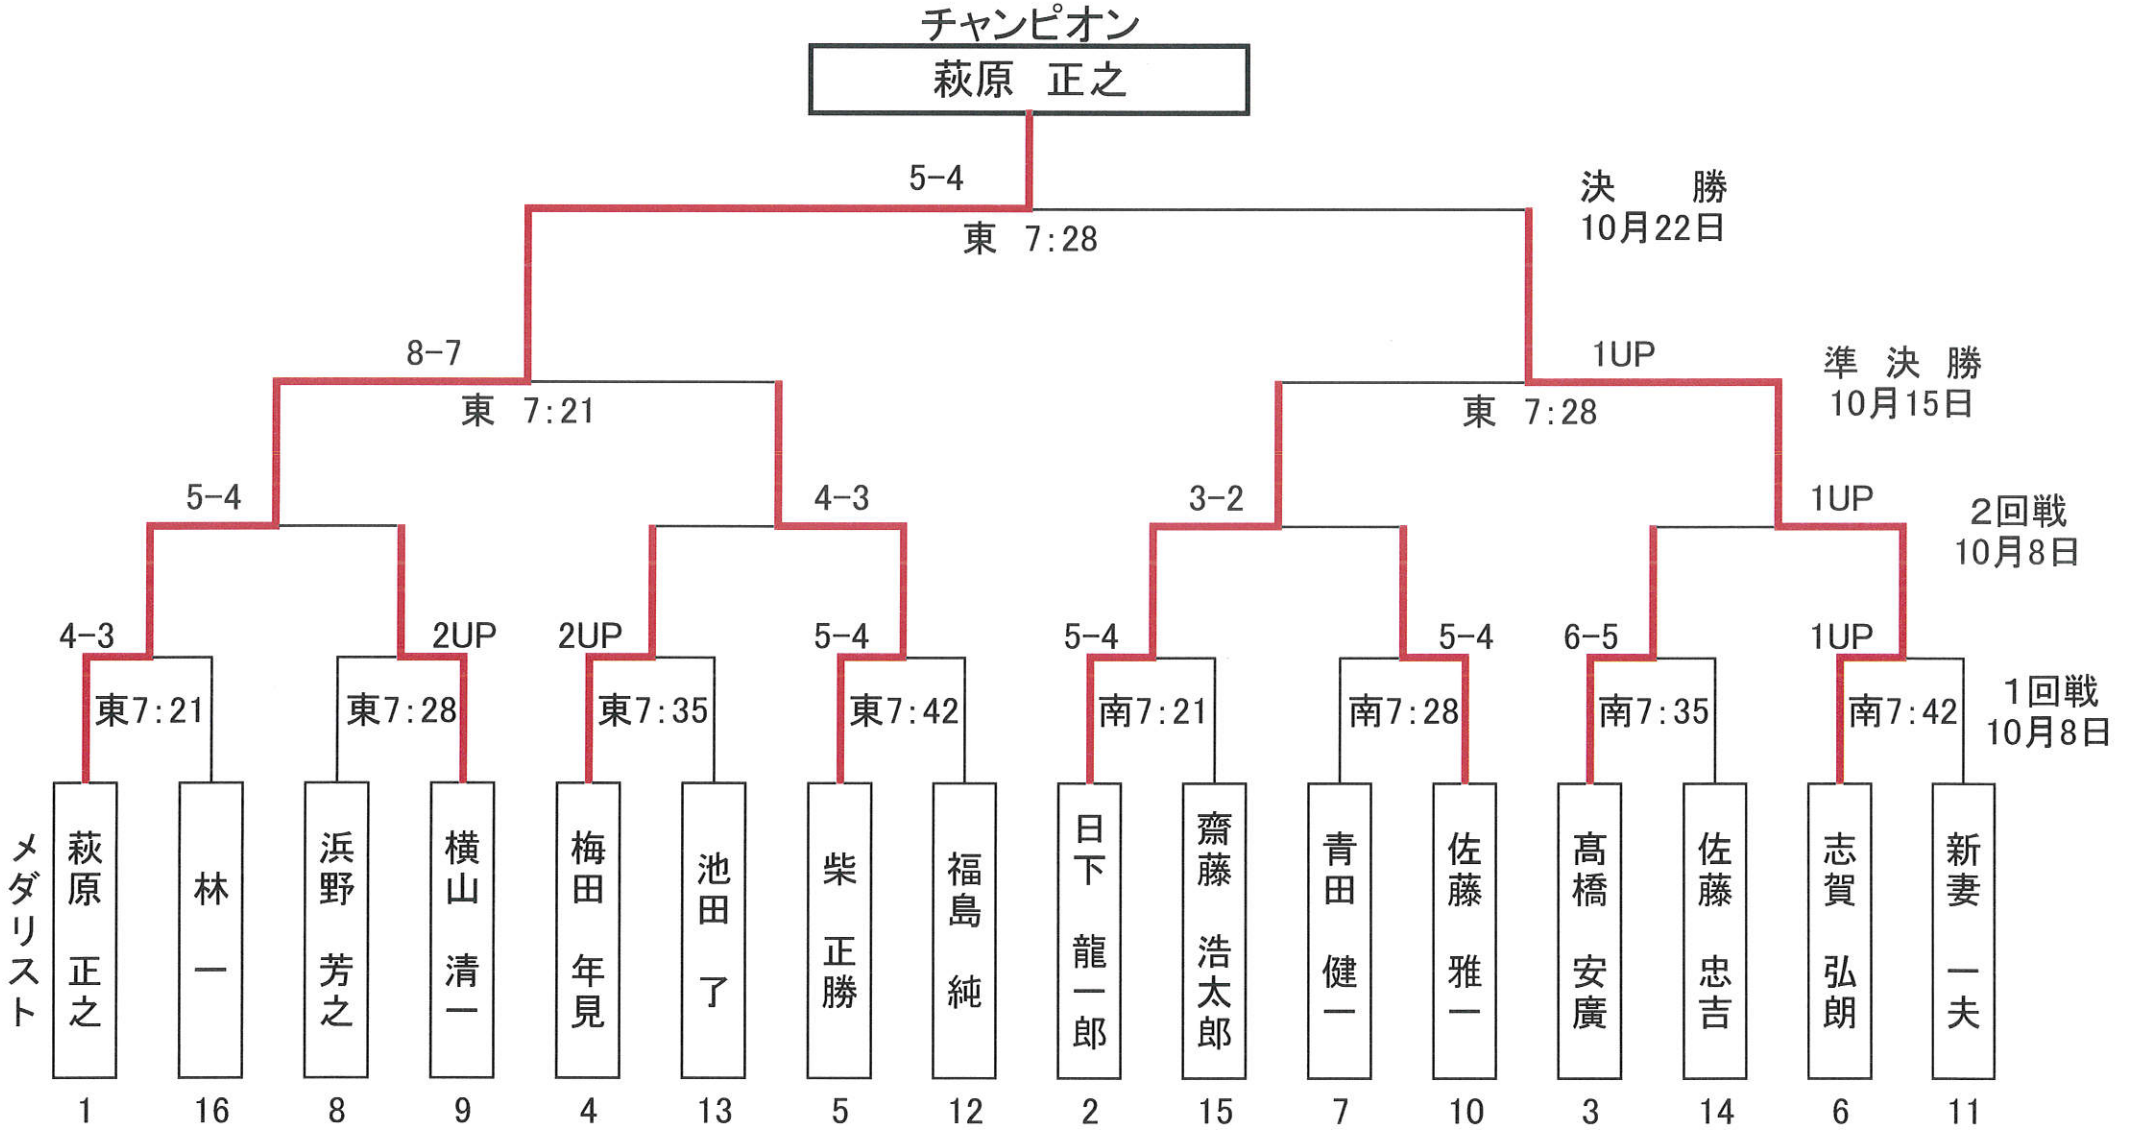 チャンピオン
萩原 正之
5-4
決 勝
10月22日
東 7:28
8-7
1UP
準 決 勝
10月15日
東 7:21
東 7:28
5-4
4-3
3-2
1UP
2回戦
10月8日
4-3
2UP
2UP
5-4
5-4
5-4
6-5
1UP
東7:21
東7:28
東7:35
東7:42
南7:21
南7:28
南7:35
南7:42
1回戦
10月8日
メダリスト
萩原 正之
林 一
浜野 芳之
横山 清一
梅田 年見
池田 了
柴 正勝
福島 純
日下 龍一郎
齋藤 浩太郎
青田 健一
佐藤 雅一
髙橋 安廣
佐藤 忠吉
志賀 弘朗
新妻 一夫
1
16
8
9
4
13
5
12
2
15
7
10
3
14
6
11